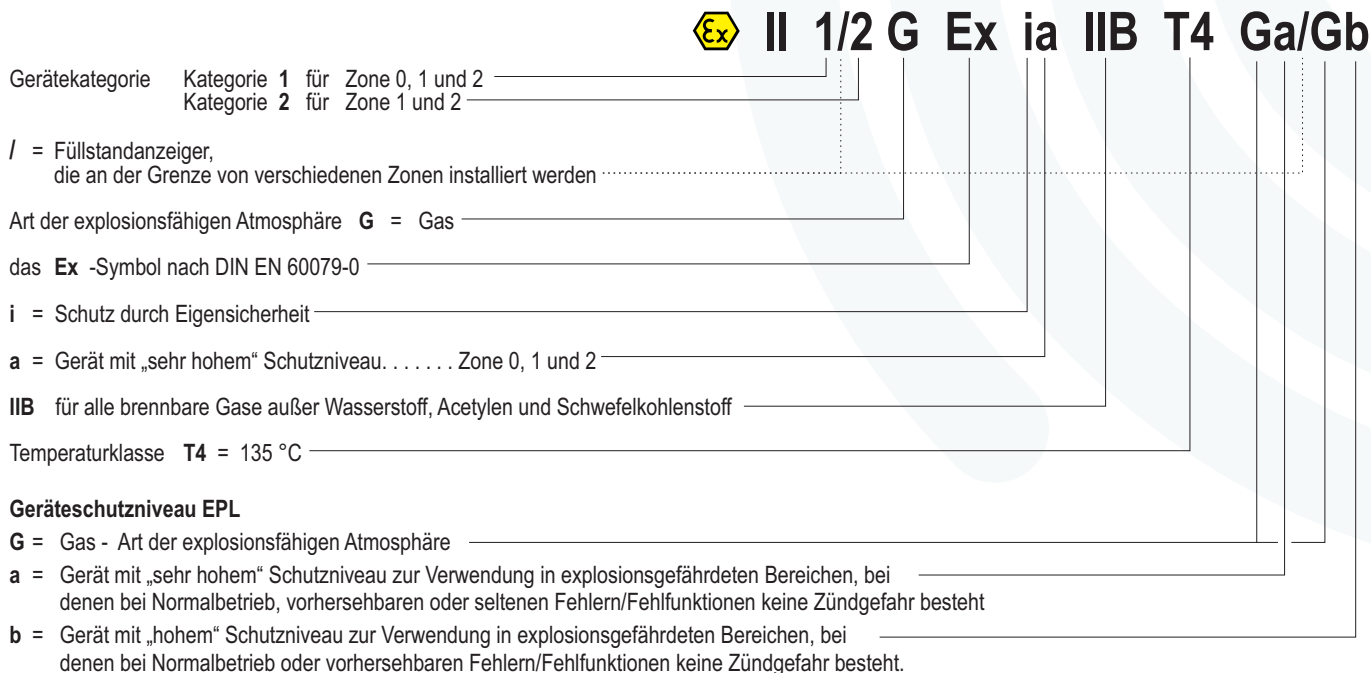 Ex II 1/2 G Ex ia IIB T4 Ga/Gb
Gerätekategorie Kategorie 1 für Zone 0, 1 und 2
Kategorie 2 für Zone 1 und 2
/ = Füllstandanzeiger,
die an der Grenze von verschiedenen Zonen installiert werden
Art der explosionsfähigen Atmosphäre G = Gas
das Ex -Symbol nach DIN EN 60079-0
i = Schutz durch Eigensicherheit
a = Gerät mit „sehr hohem“ Schutzniveau. . . . . . . Zone 0, 1 und 2
IIB für alle brennbare Gase außer Wasserstoff, Acetylen und Schwefelkohlenstoff
Temperaturklasse T4 = 135 °C
Geräteschutzniveau EPL
G = Gas - Art der explosionsfähigen Atmosphäre
a = Gerät mit „sehr hohem“ Schutzniveau zur Verwendung in explosionsgefährdeten Bereichen, bei
denen bei Normalbetrieb, vorhersehbaren oder seltenen Fehlern/Fehlfunktionen keine Zündgefahr besteht
b = Gerät mit „hohem“ Schutzniveau zur Verwendung in explosionsgefährdeten Bereichen, bei
denen bei Normalbetrieb oder vorhersehbaren Fehlern/Fehlfunktionen keine Zündgefahr besteht.